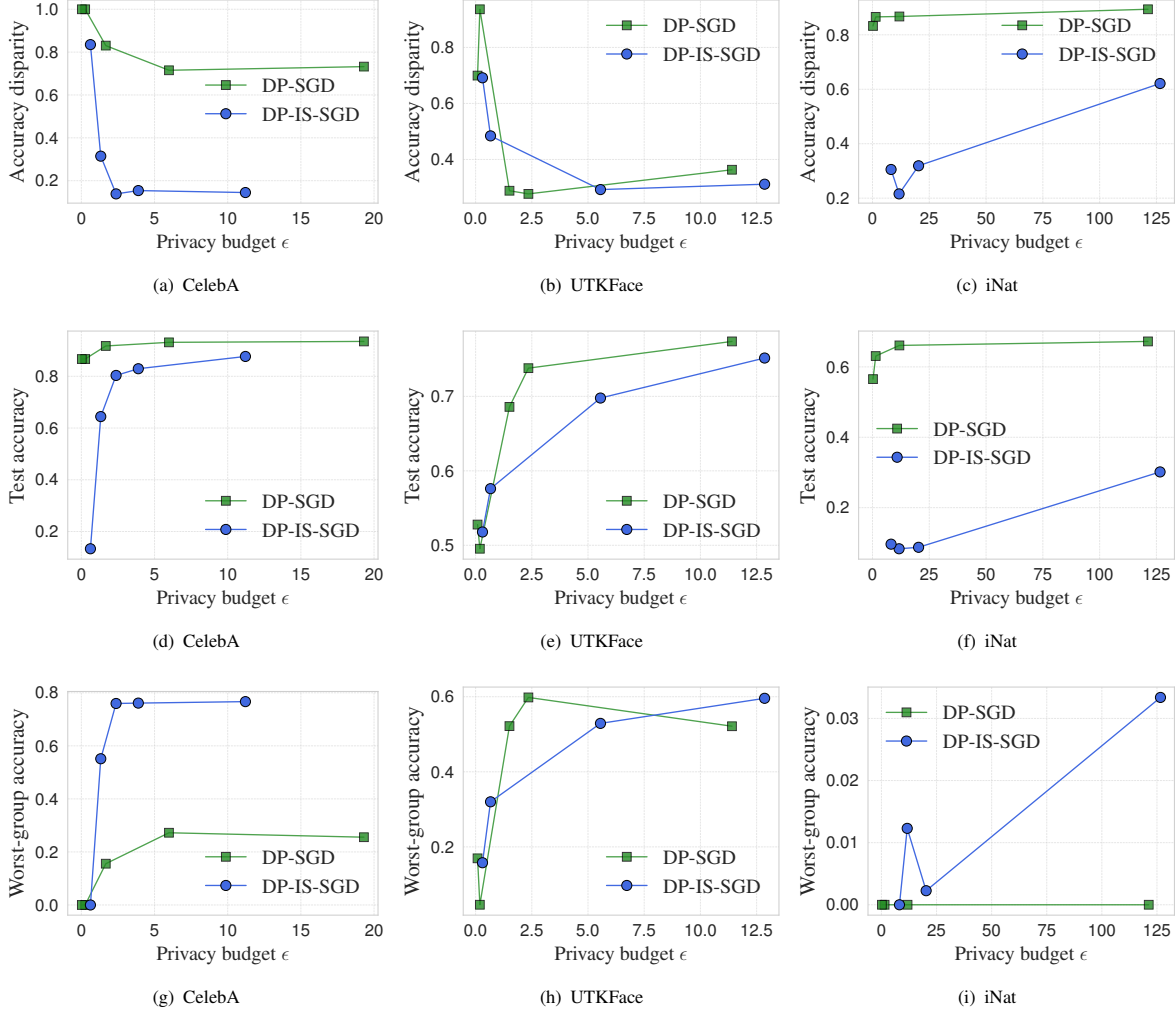 1.0
0.8
0.6
0.4
0.2
Accuracy disparity
DP-SGD
DP-IS-SGD
0 5 10 15 20
Privacy budget ϵ
(a) CelebA
0.8
0.6
0.4
Accuracy disparity
DP-SGD
DP-IS-SGD
0.0 2.5 5.0 7.5 10.0 12.5
Privacy budget ϵ
(b) UTKFace
0.8
0.6
0.4
0.2
Accuracy disparity
DP-SGD
DP-IS-SGD
0 25 50 75 100 125
Privacy budget ϵ
(c) iNat
0.8
0.6
0.4
0.2
Test accuracy
DP-SGD
DP-IS-SGD
0 5 10 15 20
Privacy budget ϵ
(d) CelebA
0.7
0.6
0.5
Test accuracy
DP-SGD
DP-IS-SGD
0.0 2.5 5.0 7.5 10.0 12.5
Privacy budget ϵ
(e) UTKFace
0.6
0.4
0.2
Test accuracy
DP-SGD
DP-IS-SGD
0 25 50 75 100 125
Privacy budget ϵ
(f) iNat
0.8
0.6
0.4
0.2
0.0
Worst-group accuracy
DP-SGD
DP-IS-SGD
0 5 10 15 20
Privacy budget ϵ
(g) CelebA
0.6
0.4
0.2
Worst-group accuracy
DP-SGD
DP-IS-SGD
0.0 2.5 5.0 7.5 10.0 12.5
Privacy budget ϵ
(h) UTKFace
0.03
0.02
0.01
0.00
Worst-group accuracy
DP-SGD
DP-IS-SGD
0 25 50 75 100 125
Privacy budget ϵ
(i) iNat